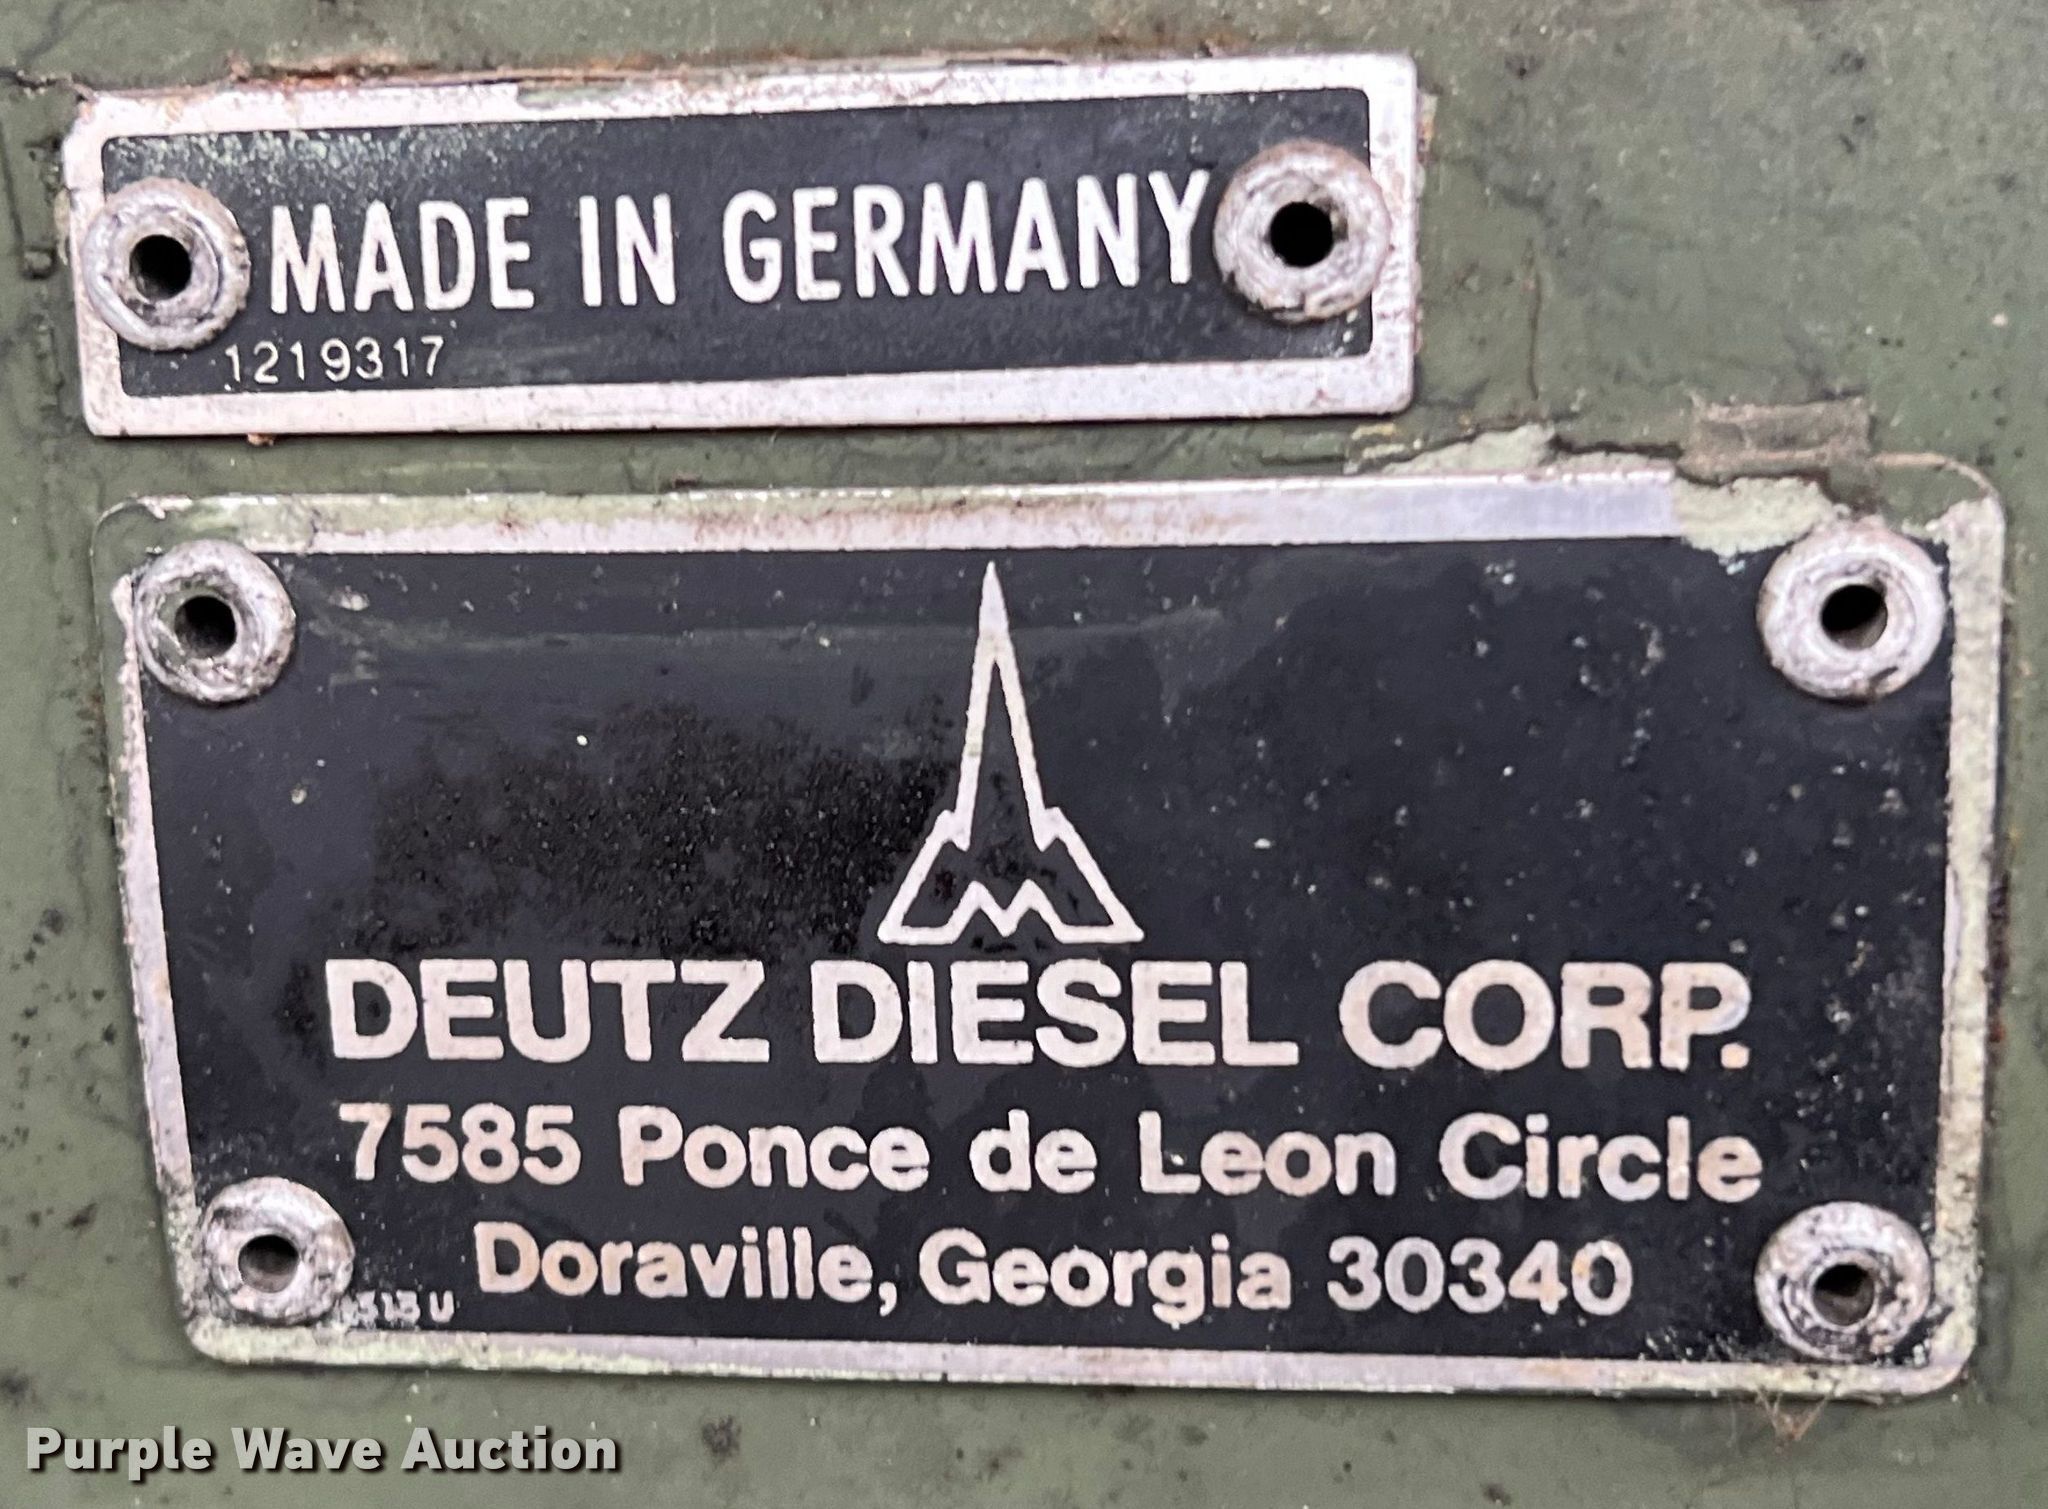 MADE IN GERMANY
1219317
DEUTZ DIESEL CORP.
7585 Ponce de Leon Circle
Doraville, Georgia 30340
Purple Wave Auction